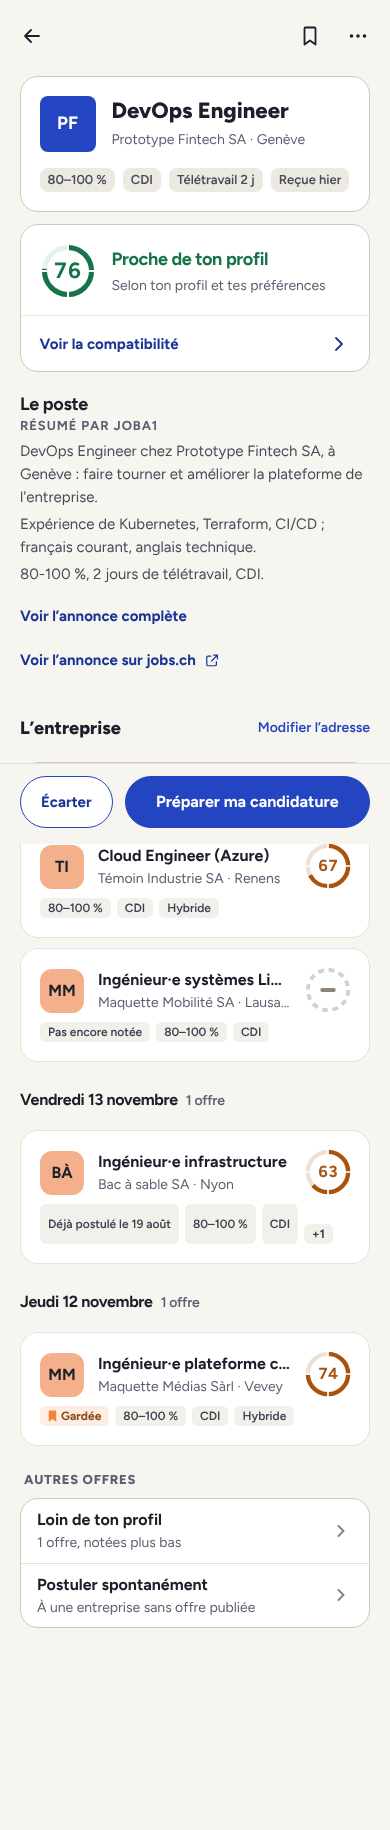 PF
DevOps Engineer
Prototype Fintech SA · Genève
80–100 % CDI Télétravail 2 j Reçue hier
76
Proche de ton profil
Selon ton profil et tes préférences
Voir la compatibilité
Le poste
RÉSUMÉ PAR JOBA1
DevOps Engineer chez Prototype Fintech SA, à
Genève : faire tourner et améliorer la plateforme de
l'entreprise.
Expérience de Kubernetes, Terraform, CI/CD ;
français courant, anglais technique.
80-100 %, 2 jours de télétravail, CDI.
Voir l’annonce complète
Voir l’annonce sur jobs.ch
L’entreprise Modifier l’adresse
Écarter Préparer ma candidature
TI
Cloud Engineer (Azure)
Témoin Industrie SA · Renens
67
80–100 % CDI Hybride
MM
Ingénieur·e systèmes Li...
Maquette Mobilité SA · Lausa...
Pas encore notée 80–100 % CDI
Vendredi 13 novembre 1 offre
BÀ
Ingénieur·e infrastructure
Bac à sable SA · Nyon
63
Déjà postulé le 19 août 80–100 % CDI +1
Jeudi 12 novembre 1 offre
MM
Ingénieur·e plateforme c...
Maquette Médias Sàrl · Vevey
74
Gardée 80–100 % CDI Hybride
AUTRES OFFRES
Loin de ton profil
1 offre, notées plus bas
Postuler spontanément
À une entreprise sans offre publiée